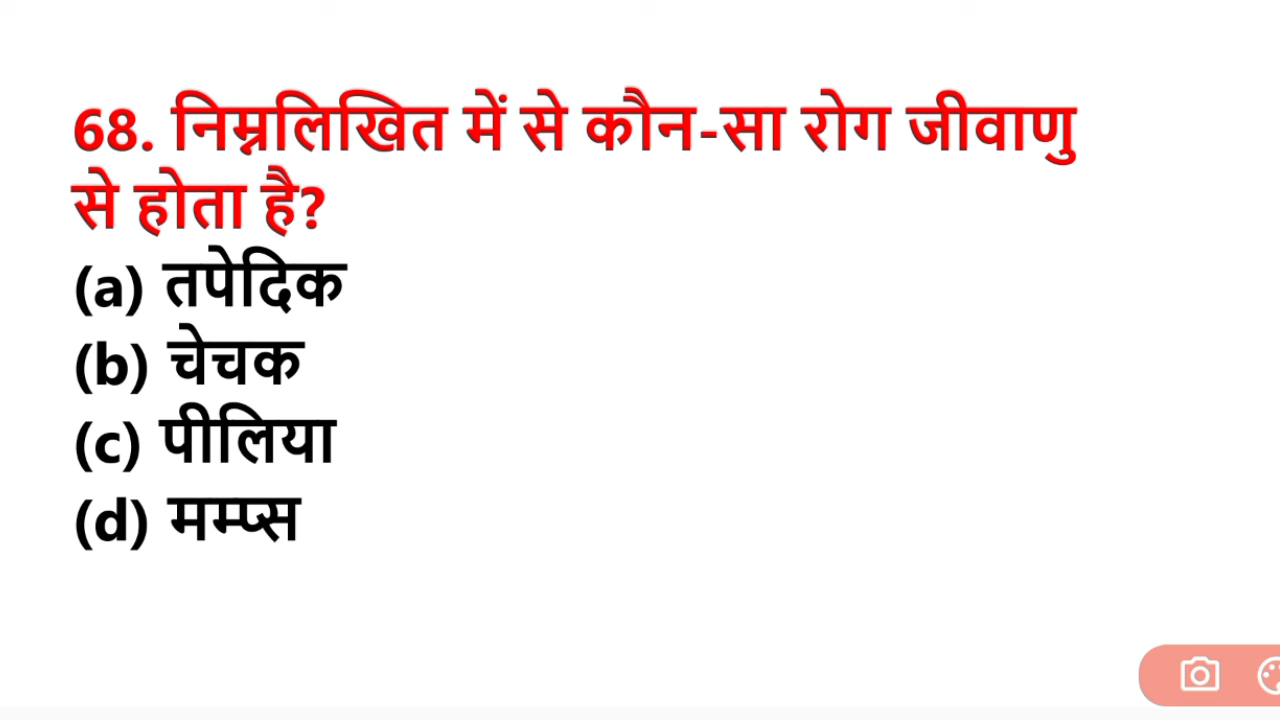 68. निम्नलिखित में से कौन-सा रोग जीवाणु
से होता है?
(a) तपेदिक
(b) चेचक
(c) पीलिया
(d) मम्प्स